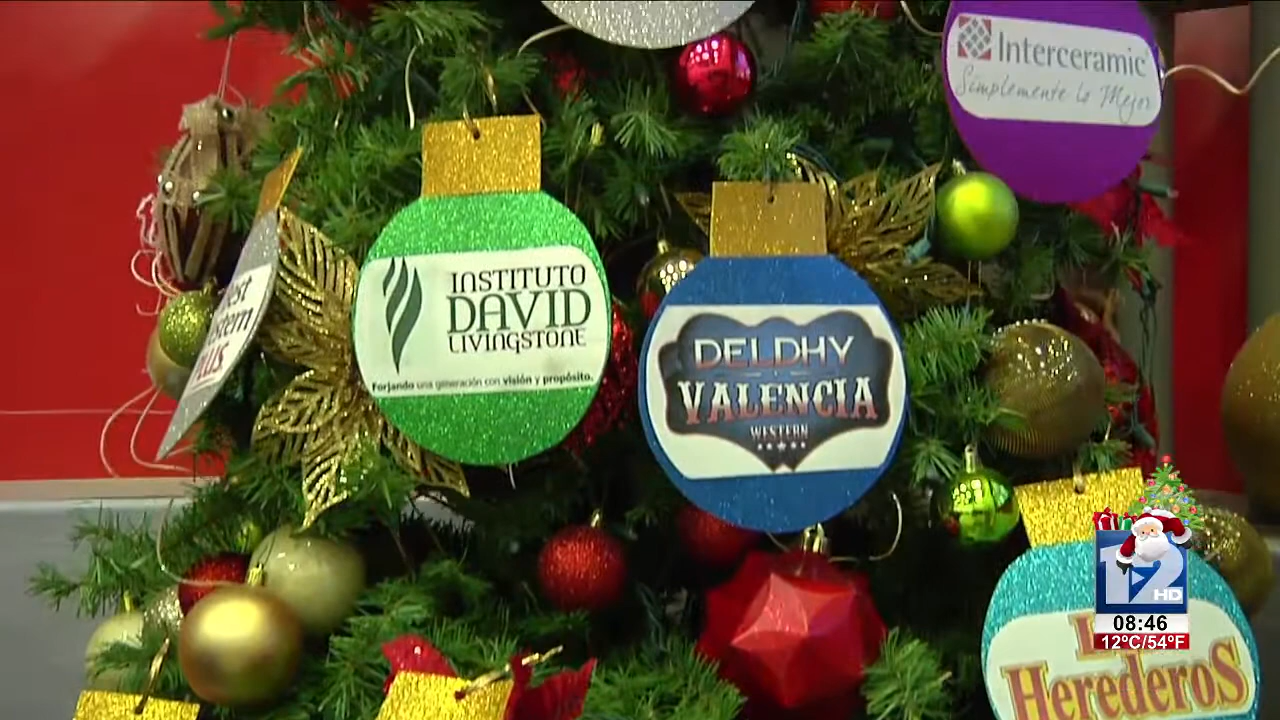 Interceramic
Simplemente lo Mejor
INSTITUTO
DAVID
LIVINGSTONE
Forjando una generación con visión y propósito.
DELDHY
VALENCIA
WESTERN
HerederoS
12
HD
08:46
12°C/54°F